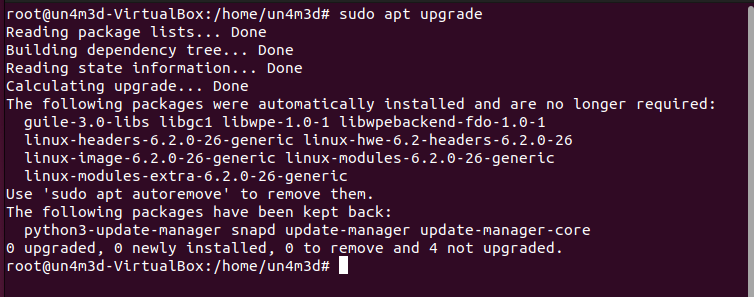 root@un4m3d-VirtualBox:/home/un4m3d# sudo apt upgrade
Reading package lists... Done
Building dependency tree... Done
Reading state information... Done
Calculating upgrade... Done
The following packages were automatically installed and are no longer required:
  guile-3.0-libs libgc1 libwpe-1.0-1 libwpebackend-fdo-1.0-1
  linux-headers-6.2.0-26-generic linux-hwe-6.2-headers-6.2.0-26
  linux-image-6.2.0-26-generic linux-modules-6.2.0-26-generic
  linux-modules-extra-6.2.0-26-generic
Use 'sudo apt autoremove' to remove them.
The following packages have been kept back:
  python3-update-manager snapd update-manager update-manager-core
0 upgraded, 0 newly installed, 0 to remove and 4 not upgraded.
root@un4m3d-VirtualBox:/home/un4m3d#